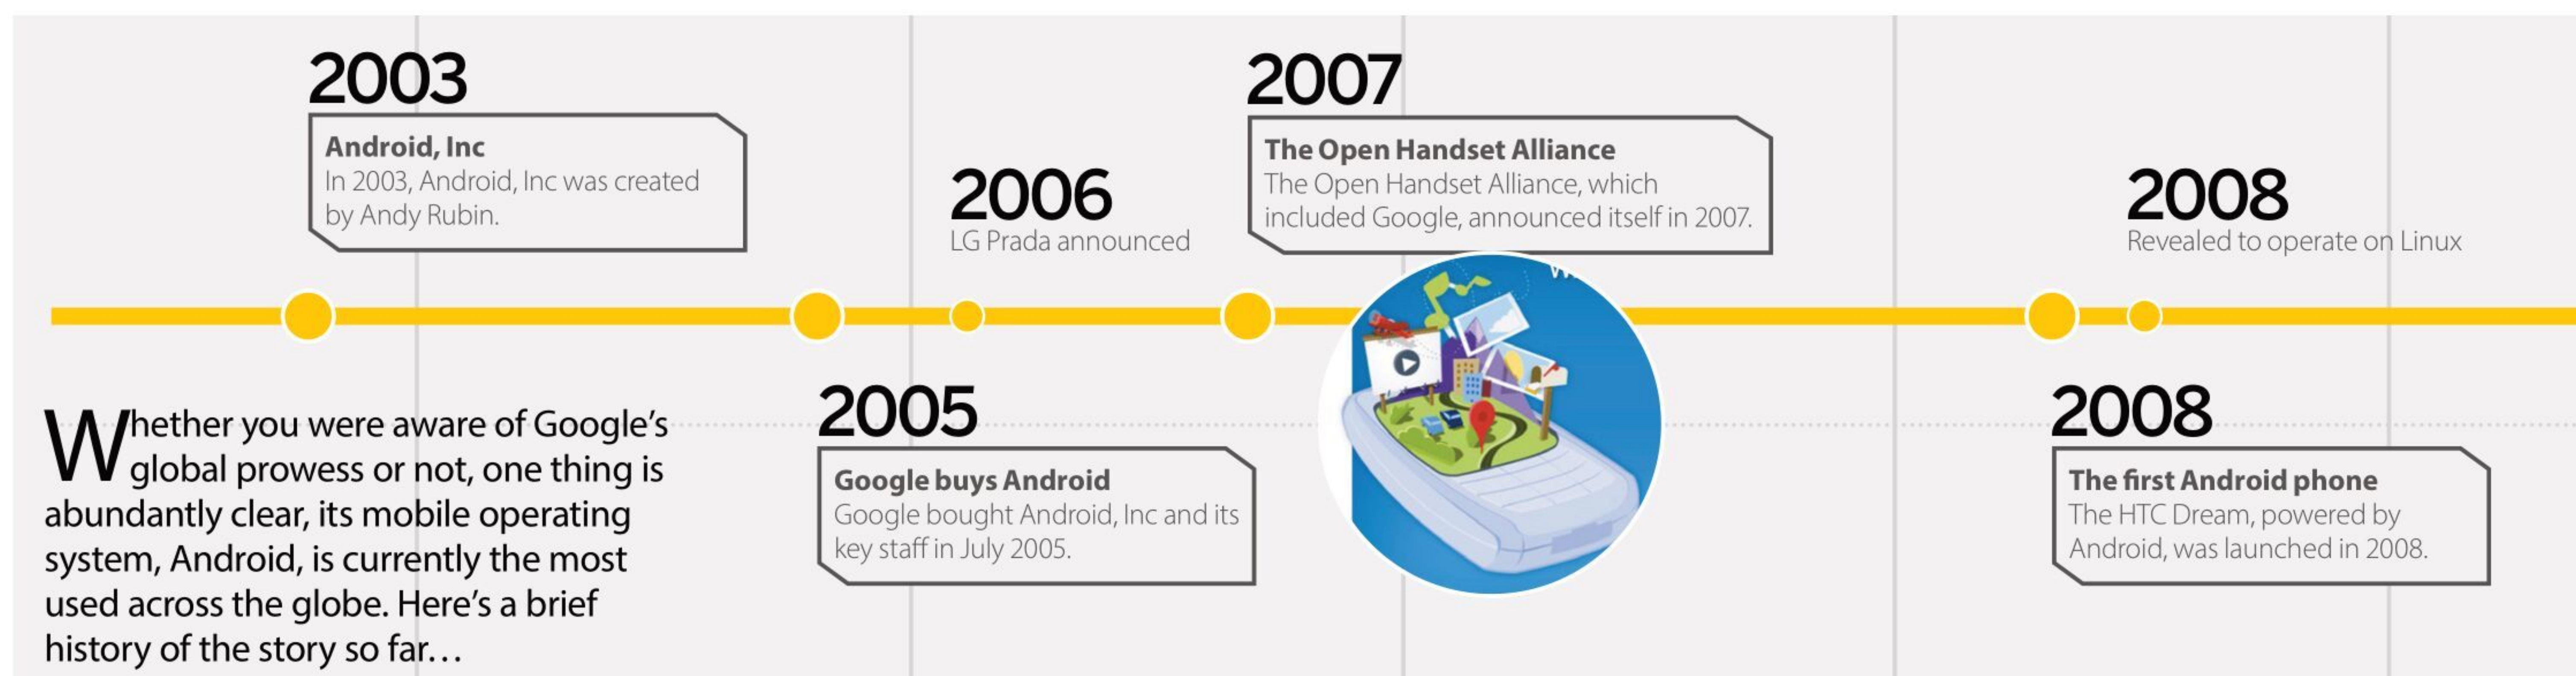 2003
Android, Inc
In 2003, Android, Inc was created
by Andy Rubin.
2006
LG Prada announced
2007
The Open Handset Alliance
The Open Handset Alliance, which
included Google, announced itself in 2007.
2008
Revealed to operate on Linux
Whether you were aware of Google's
global prowess or not, one thing is
abundantly clear, its mobile operating
system, Android, is currently the most
used across the globe. Here's a brief
history of the story so far…
2005
Google buys Android
Google bought Android, Inc and its
key staff in July 2005.
2008
The first Android phone
The HTC Dream, powered by
Android, was launched in 2008.